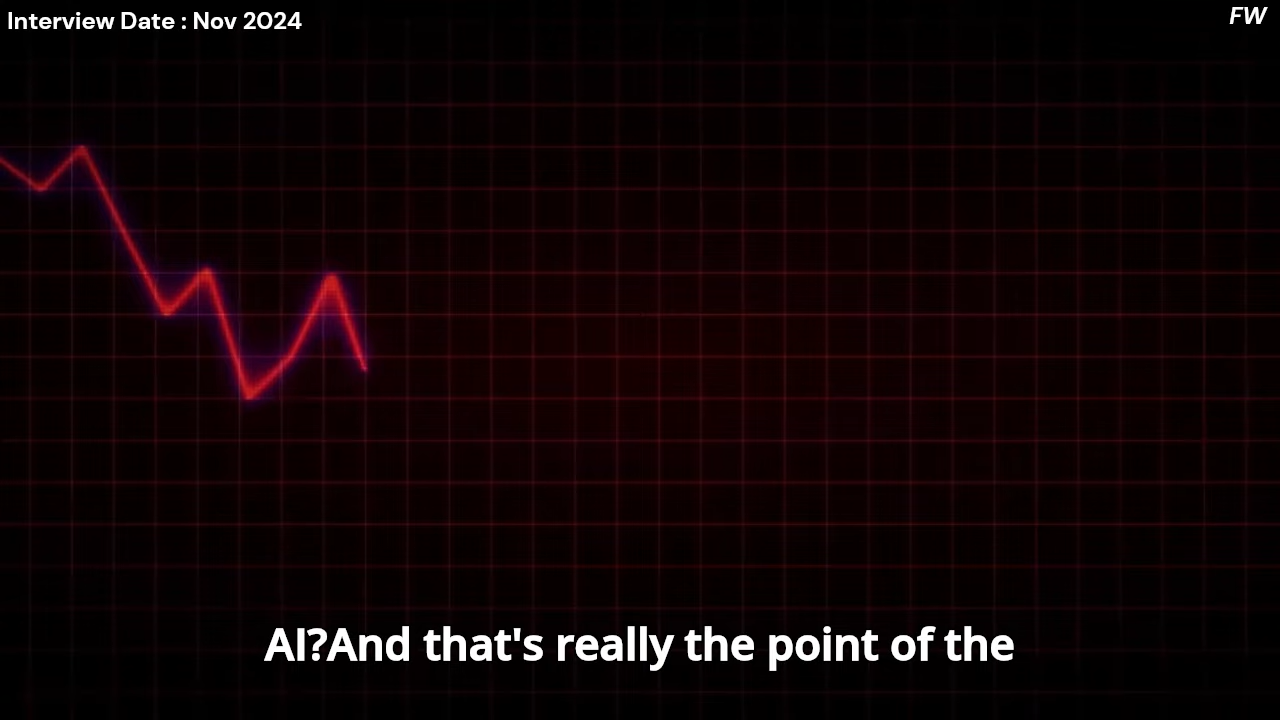 Interview Date : Nov 2024
FW
AI?And that's really the point of the